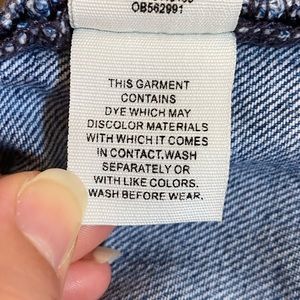 OB562991
THIS GARMENT
CONTAINS
DYE WHICH MAY
DISCOLOR MATERIALS
WITH WHICH IT COMES
IN CONTACT.WASH
SEPARATELY OR
WITH LIKE COLORS.
WASH BEFORE WEAR.